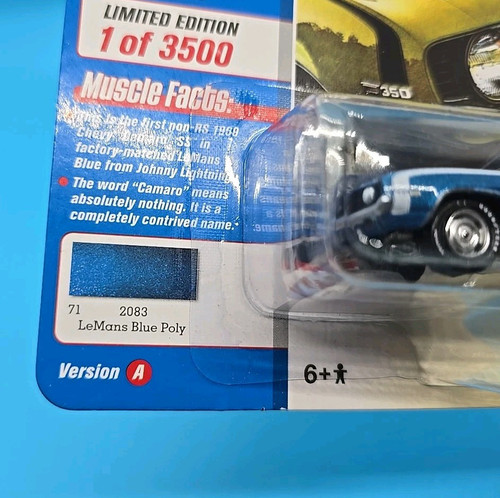 LIMITED EDITION
1 of 3500
Muscle Facts:
This is the first non-RS 1969
Chevy Camaro SS in
factory-matched LeMans
Blue from Johnny Lightning
The word "Camaro" means
absolutely nothing. It is a
completely contrived name.
350
71 2083
LeMans Blue Poly
Version A
6+